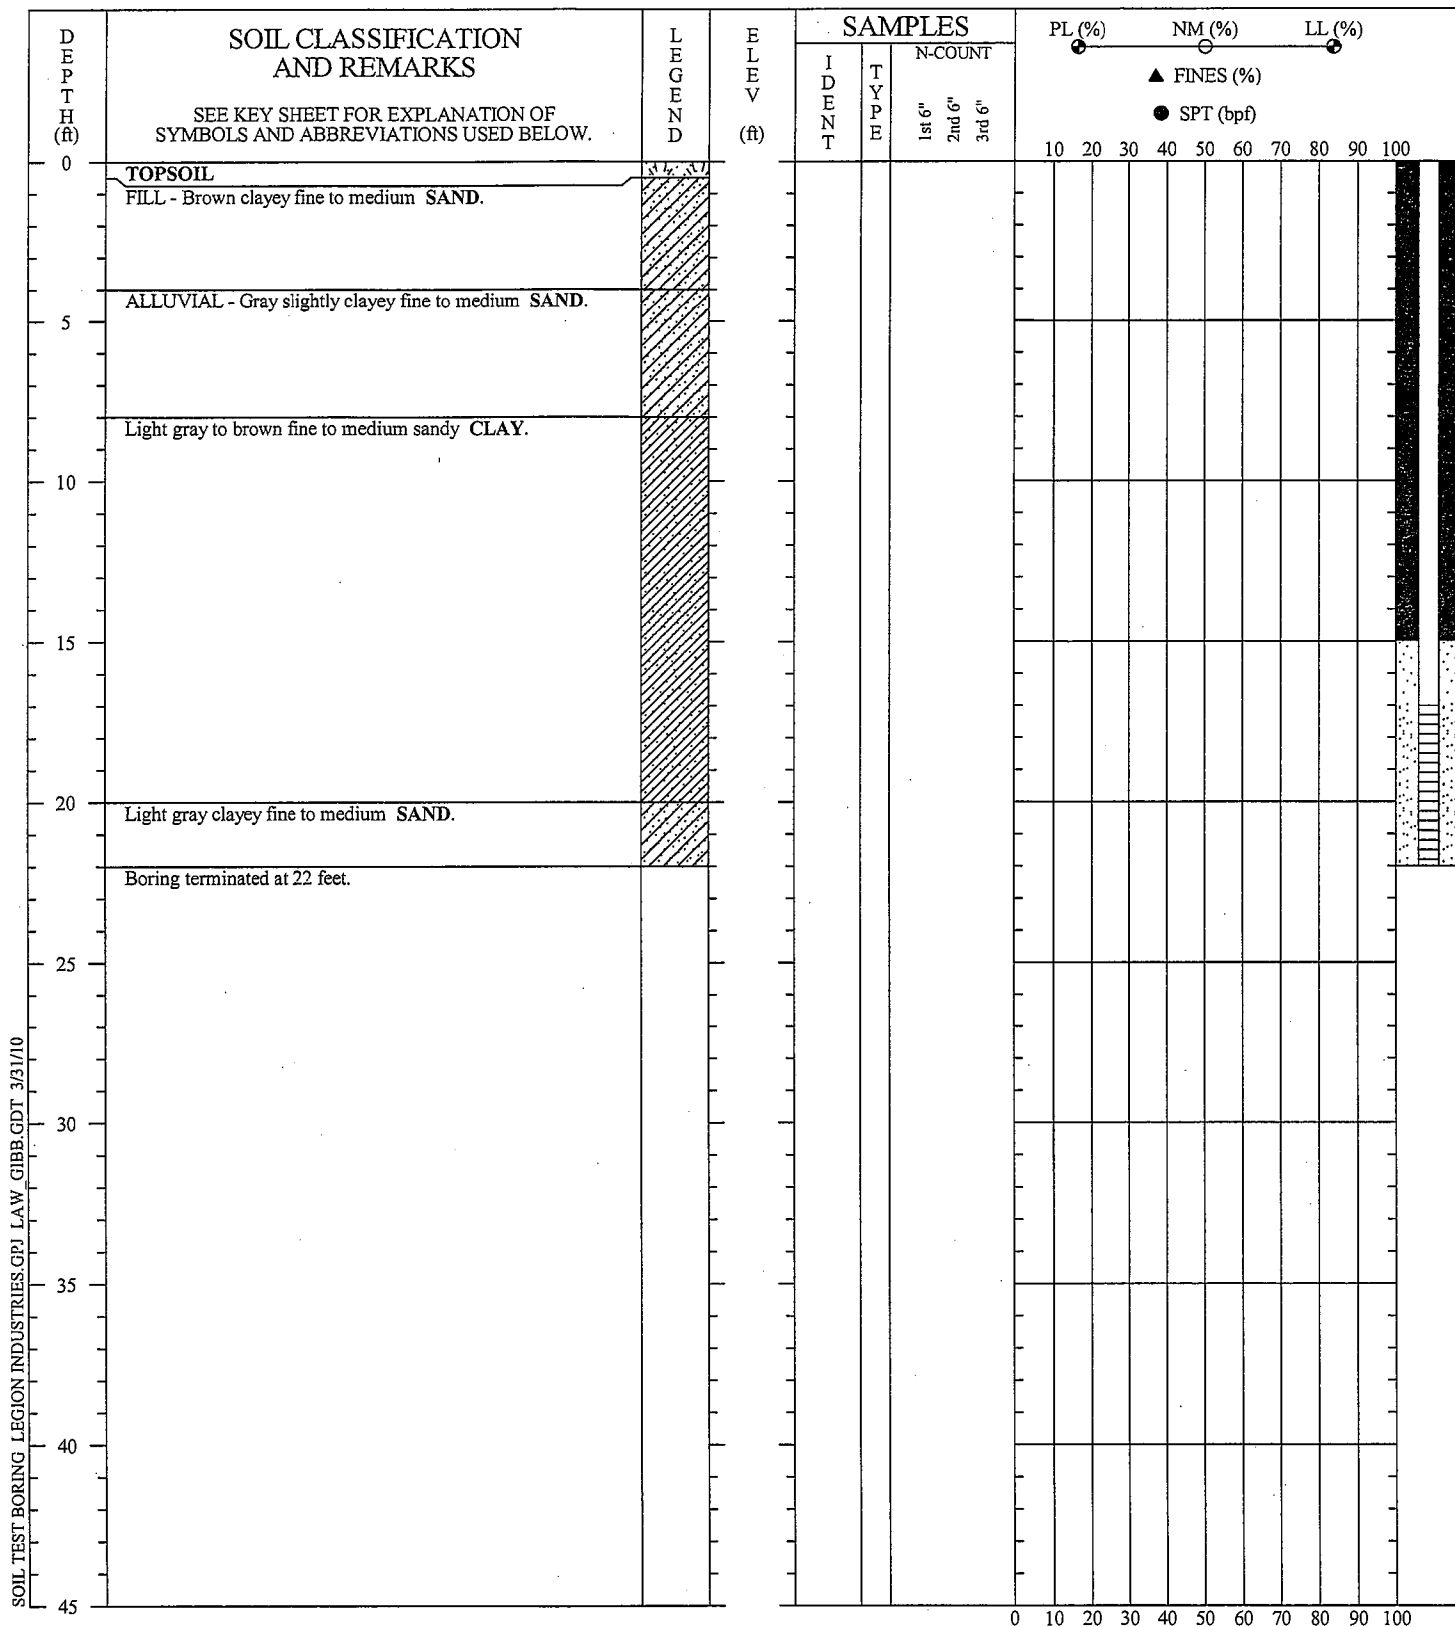 DEPTH (ft)
SOIL CLASSIFICATION
AND REMARKS
SEE KEY SHEET FOR EXPLANATION OF
SYMBOLS AND ABBREVIATIONS USED BELOW.
LEGEND
ELEV (ft)
SAMPLES
IDENT
TYPE
N-COUNT
1st 6"
2nd 6"
3rd 6"
PL (%) NM (%) LL (%)
▲ FINES (%)
● SPT (bpf)
10 20 30 40 50 60 70 80 90 100
0
TOPSOIL
FILL - Brown clayey fine to medium SAND.
ALLUVIAL - Gray slightly clayey fine to medium SAND.
5
Light gray to brown fine to medium sandy CLAY.
10
15
20
Light gray clayey fine to medium SAND.
Boring terminated at 22 feet.
25
30
35
40
45
0 10 20 30 40 50 60 70 80 90 100
SOIL TEST BORING LEGION INDUSTRIES.GPJ LAW_GIBB.GDT 3/31/10